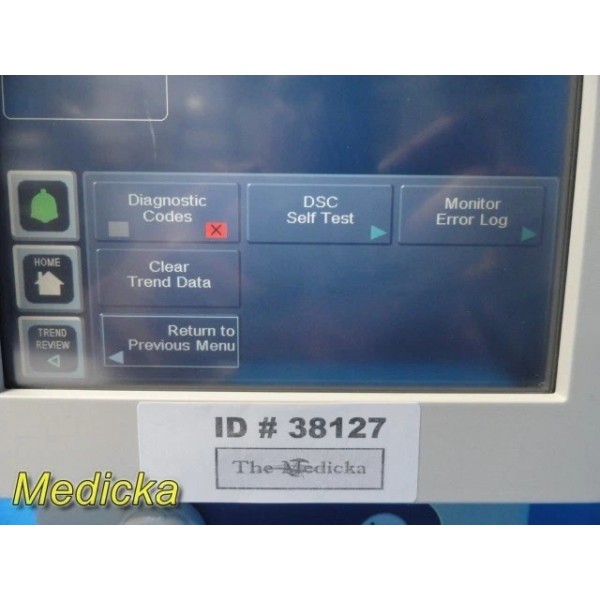 Diagnostic
Codes
DSC
Self Test
Monitor
Error Log
HOME
Clear
Trend Data
TREND
REVIEW
Return to
Previous Menu
ID # 38127
The Medicka
Medicka